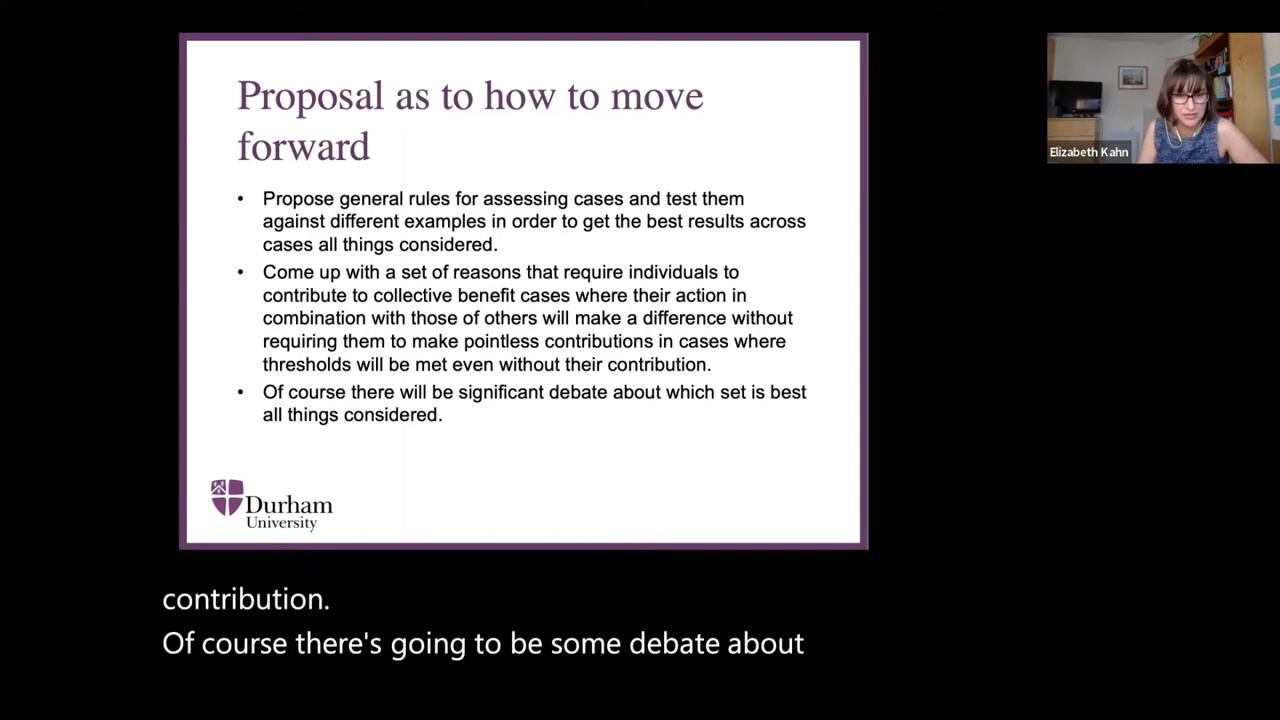 Proposal as to how to move
forward
• Propose general rules for assessing cases and test them
against different examples in order to get the best results across
cases all things considered.
• Come up with a set of reasons that require individuals to
contribute to collective benefit cases where their action in
combination with those of others will make a difference without
requiring them to make pointless contributions in cases where
thresholds will be met even without their contribution.
• Of course there will be significant debate about which set is best
all things considered.
Durham
University
Elizabeth Kahn
contribution.
Of course there's going to be some debate about